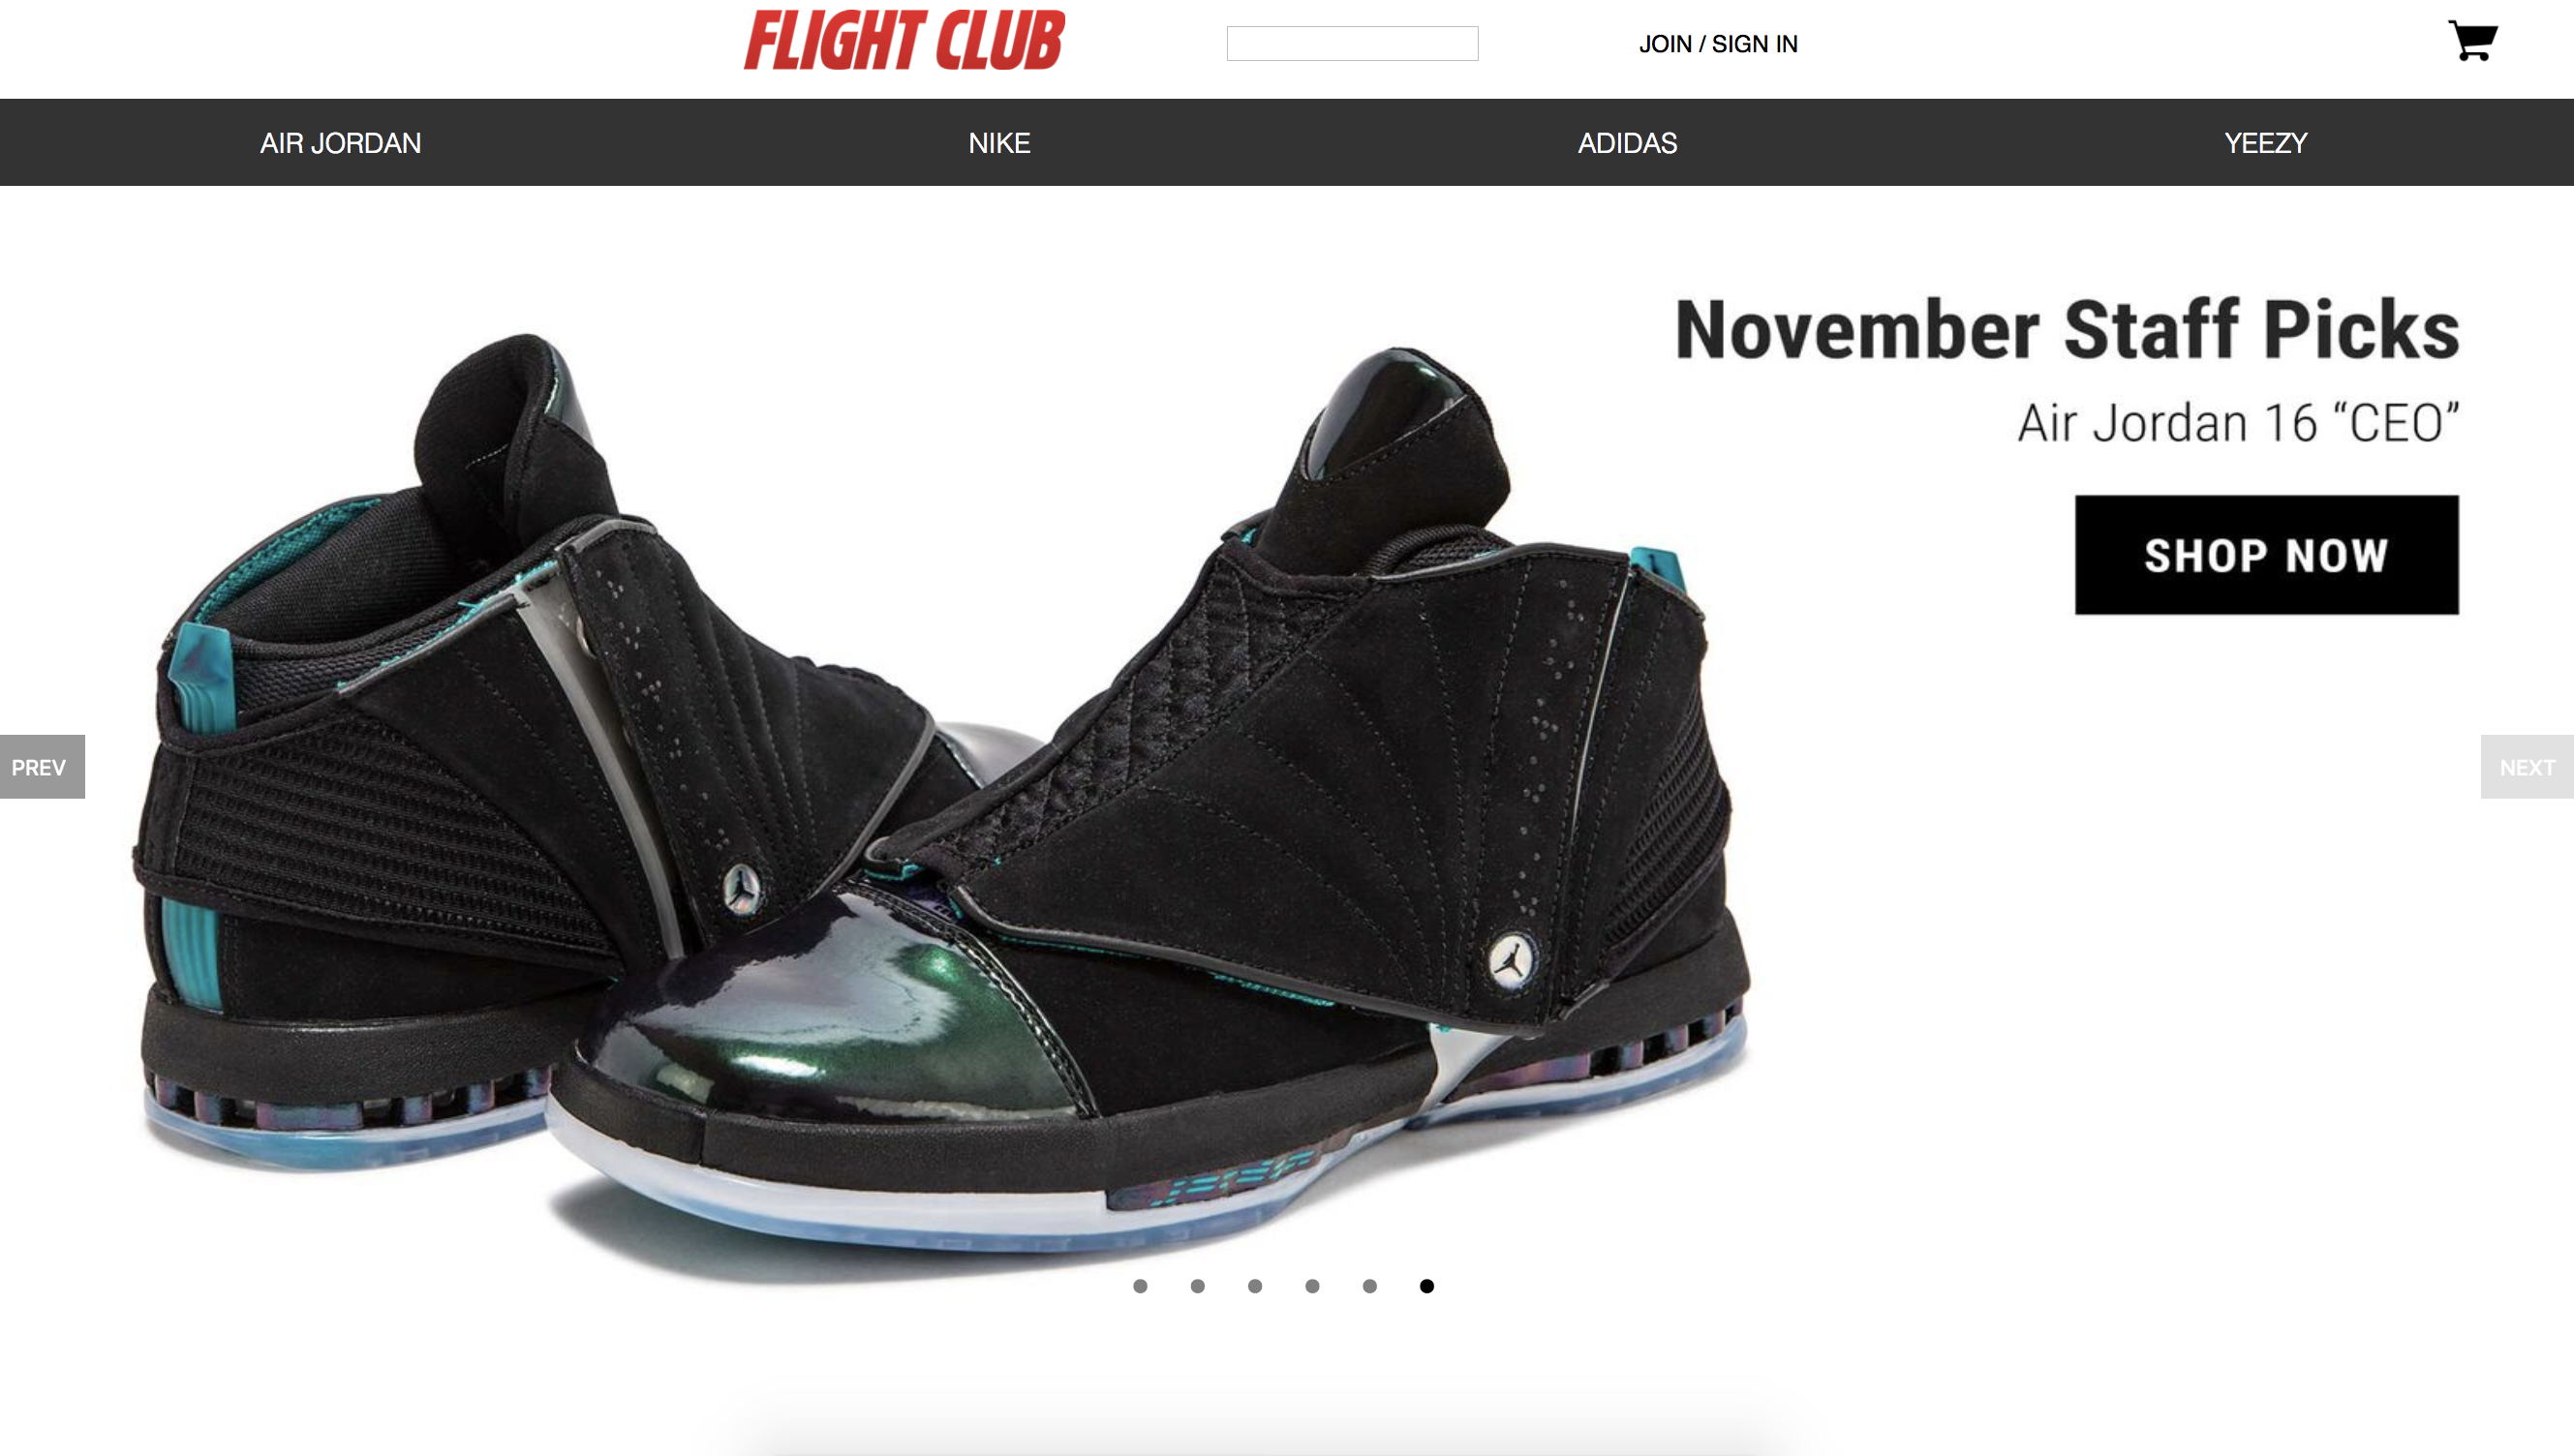 FLIGHT CLUB
JOIN / SIGN IN
AIR JORDAN
NIKE
ADIDAS
YEEZY
November Staff Picks
Air Jordan 16 “CEO”
SHOP NOW
PREV
NEXT